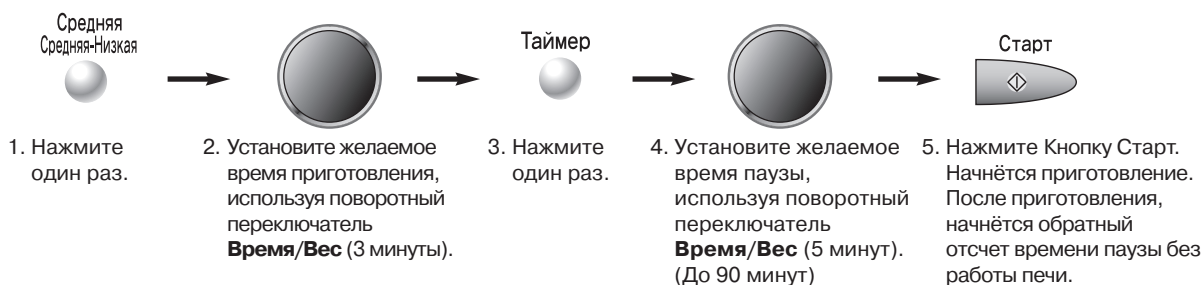 Средняя
Средняя-Низкая
Таймер
Старт
1. Нажмите
один раз.
2. Установите желаемое
время приготовления,
используя поворотный
переключатель
Время/Вес (3 минуты).
3. Нажмите
один раз.
4. Установите желаемое
время паузы,
используя поворотный
переключатель
Время/Вес (5 минут).
(До 90 минут)
5. Нажмите Кнопку Старт.
Начнётся приготовление.
После приготовления,
начнётся обратный
отсчет времени паузы без
работы печи.